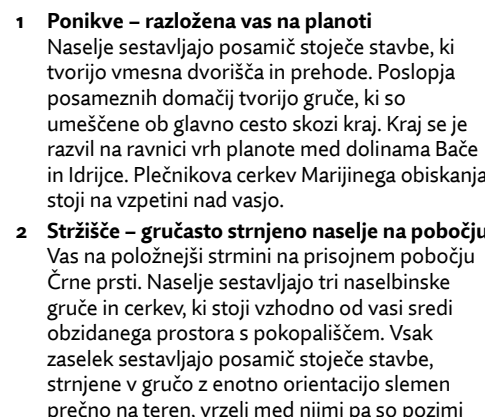 1 Ponikve – razložena vas na planoti
Naselje sestavljajo posamič stoječe stavbe, ki
tvorijo vmesna dvorišča in prehode. Poslopja
posameznih domačij tvorijo gruče, ki so
umeščene ob glavno cesto skozi kraj. Kraj se je
razvil na ravnici vrh planote med dolinama Bače
in Idrijce. Plečnikova cerkev Marijinega obiskanja
stoji na vzpetini nad vasjo.
2 Stržišče – gručasto strnjeno naselje na pobočju
Vas na položnejši strmini na prisojnem pobočju
Črne prsti. Naselje sestavljajo tri naselbinske
gruče in cerkev, ki stoji vzhodno od vasi sredi
obzidanega prostora s pokopališčem. Vsak
zaselek sestavljajo posamič stoječe stavbe,
strnjene v gručo z enotno orientacijo slemen
prečno na teren, vrzeli med njimi pa so pozimi